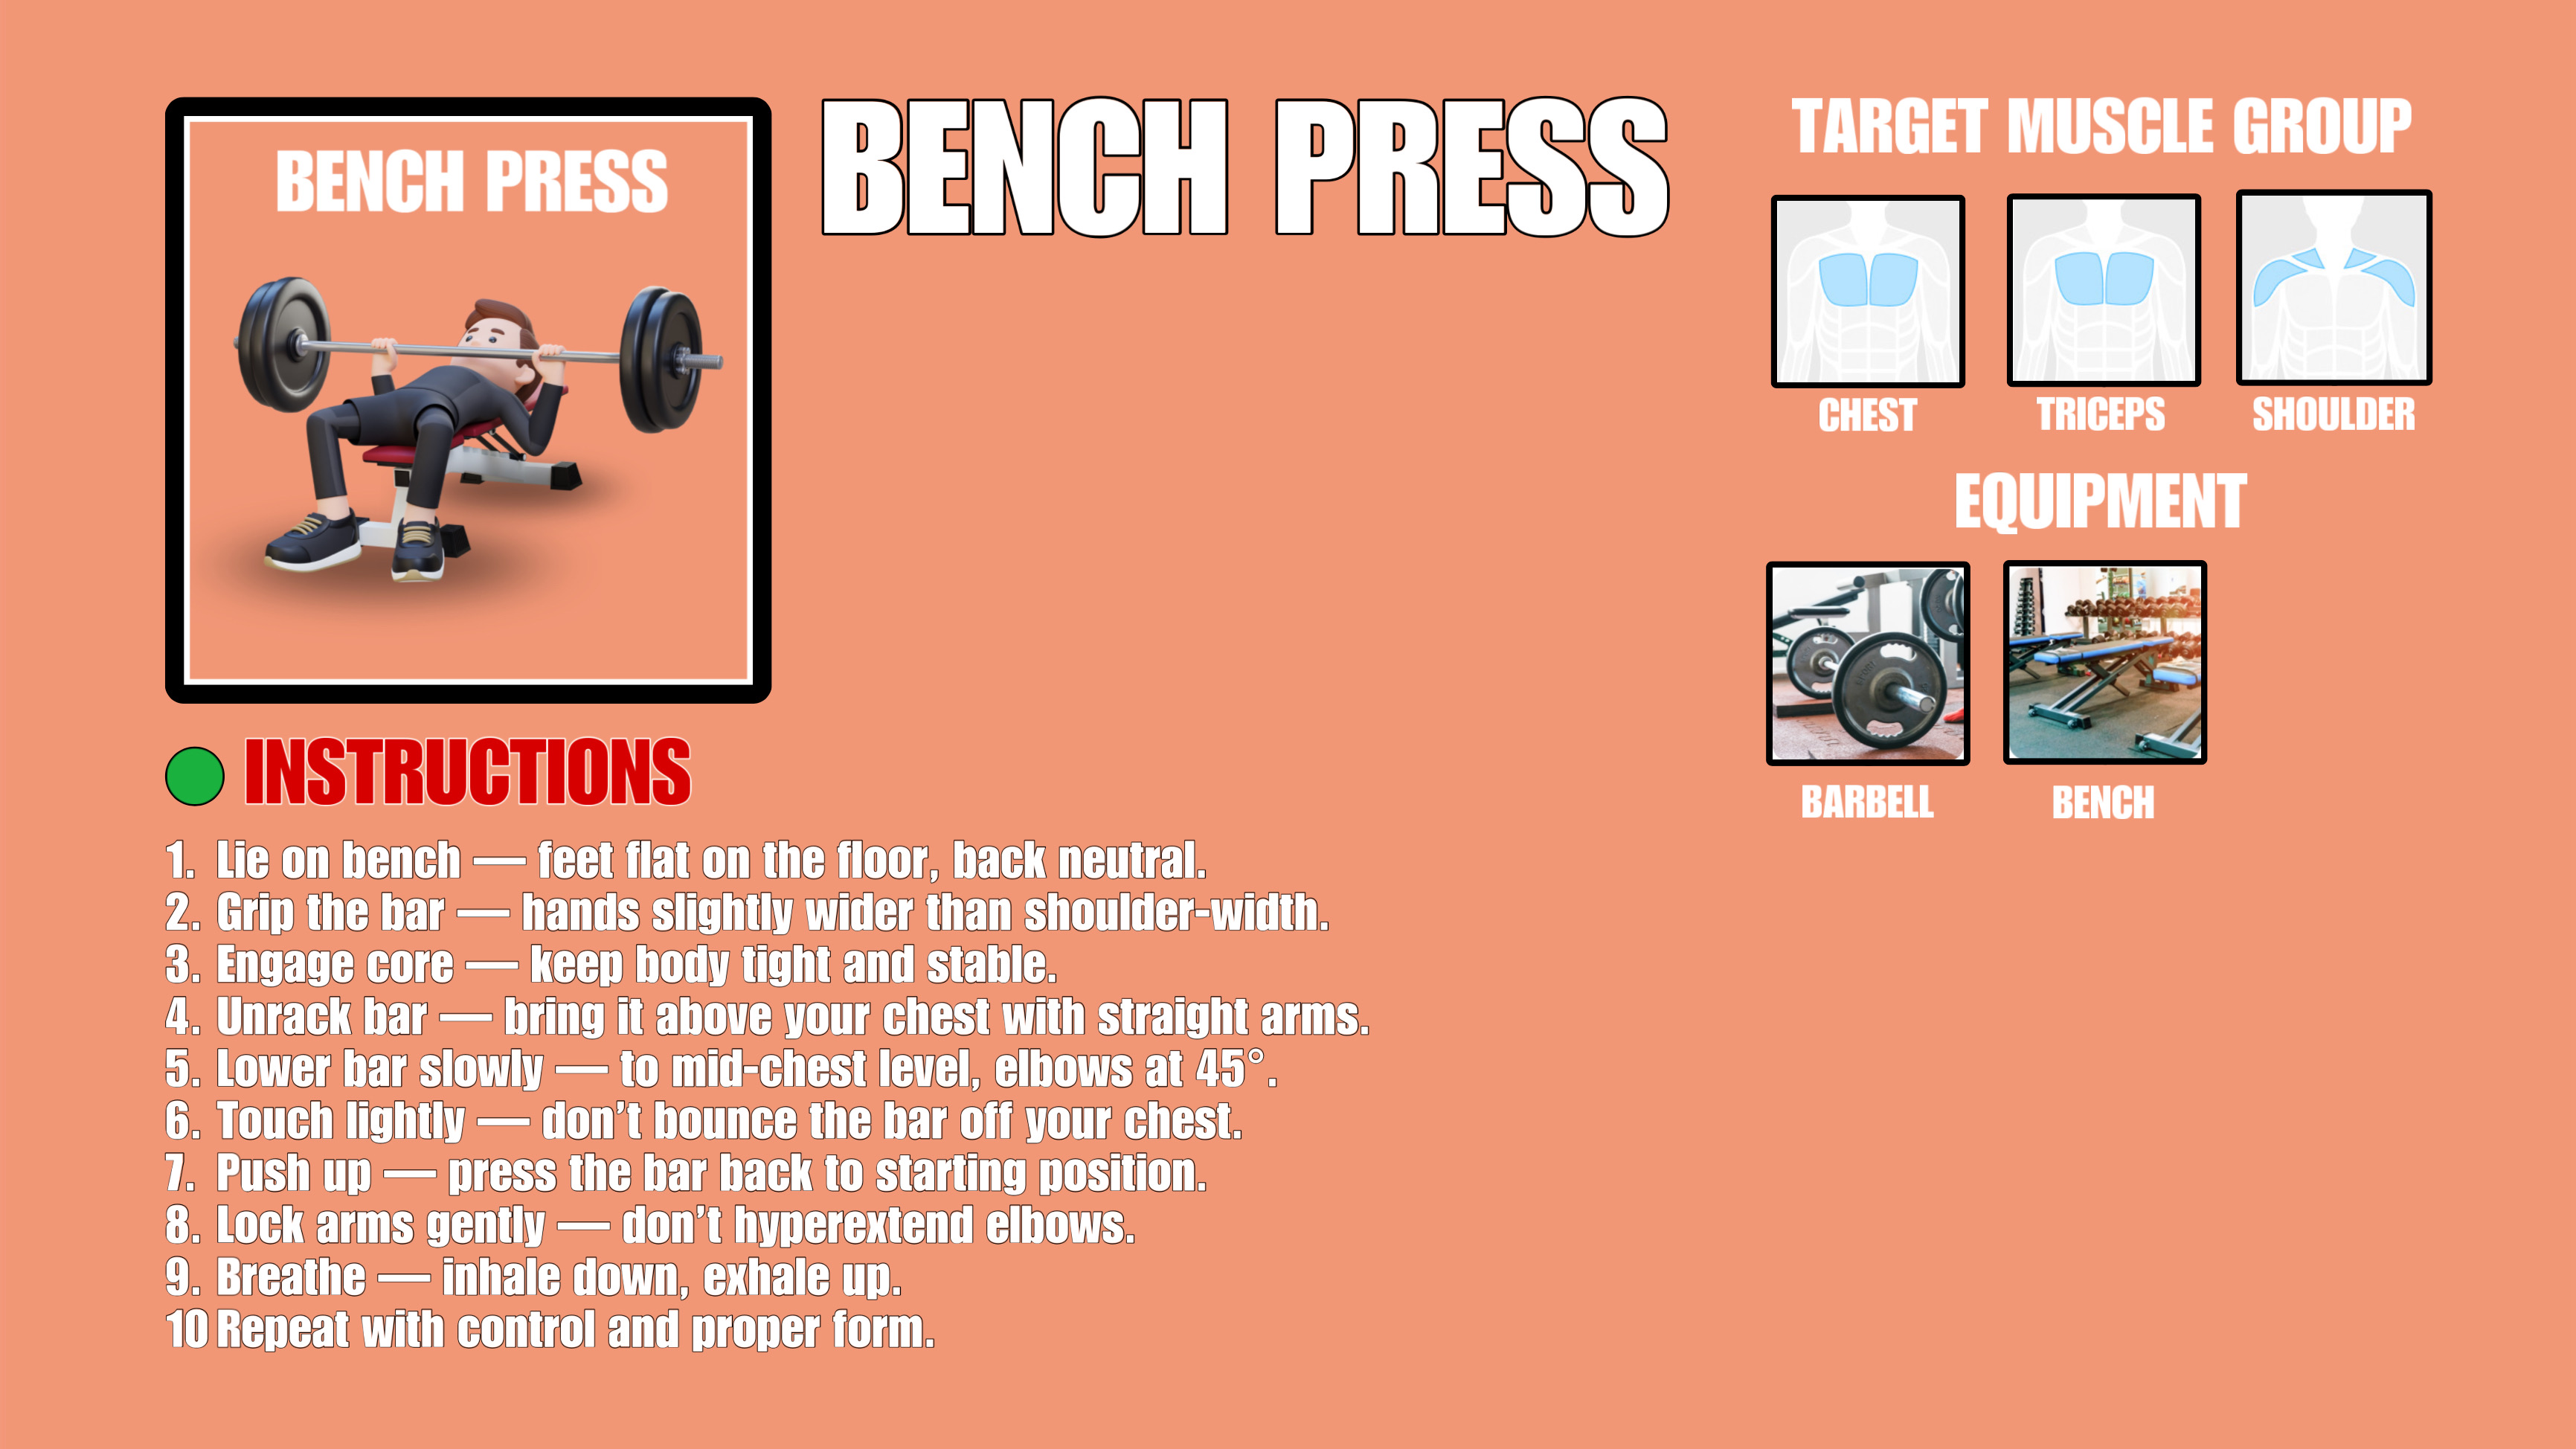 BENCH PRESS
BENCH PRESS
TARGET MUSCLE GROUP
CHEST
TRICEPS
SHOULDER
EQUIPMENT
BARBELL
BENCH
INSTRUCTIONS
1. Lie on bench — feet flat on the floor, back neutral.
2. Grip the bar — hands slightly wider than shoulder-width.
3. Engage core — keep body tight and stable.
4. Unrack bar — bring it above your chest with straight arms.
5. Lower bar slowly — to mid-chest level, elbows at 45°.
6. Touch lightly — don’t bounce the bar off your chest.
7. Push up — press the bar back to starting position.
8. Lock arms gently — don’t hyperextend elbows.
9. Breathe — inhale down, exhale up.
10 Repeat with control and proper form.